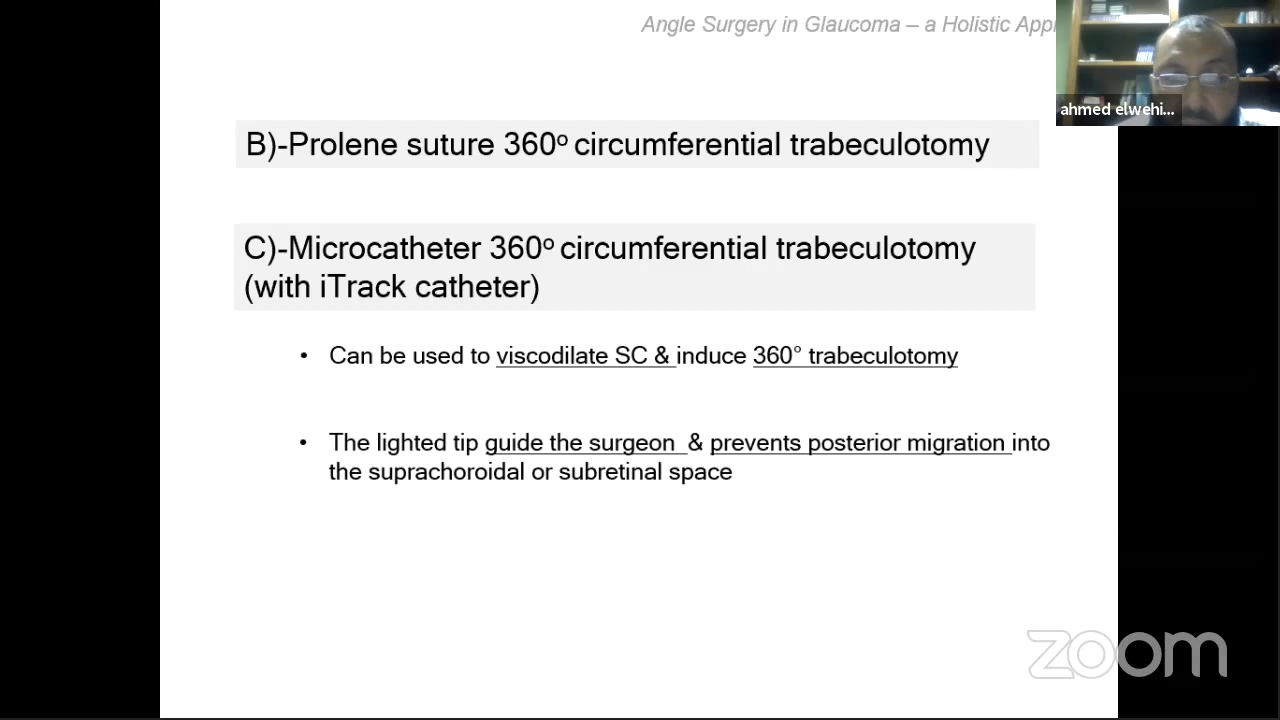 Angle Surgery in Glaucoma – a Holistic App
ahmed elwehi...
B)-Prolene suture 360º circumferential trabeculotomy
C)-Microcatheter 360º circumferential trabeculotomy
(with iTrack catheter)
• Can be used to viscodilate SC & induce 360° trabeculotomy
• The lighted tip guide the surgeon & prevents posterior migration into
the suprachoroidal or subretinal space
zoom